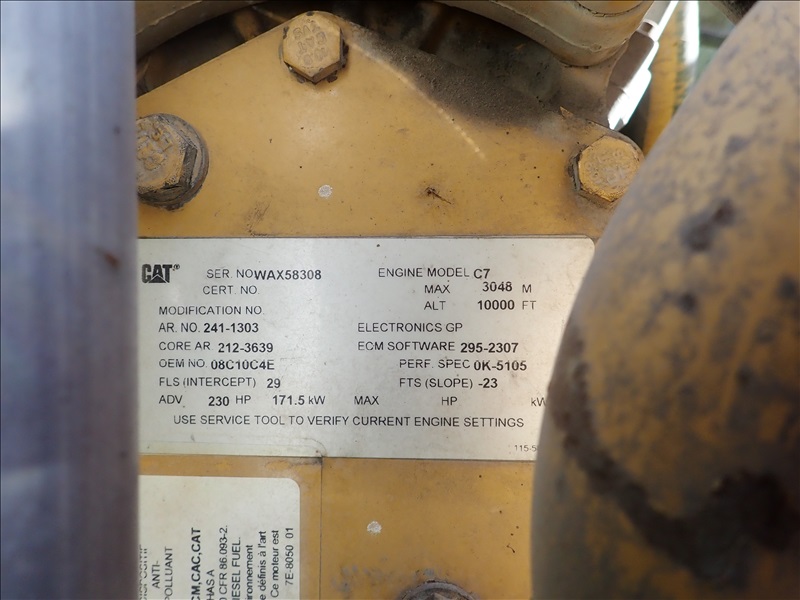 CAT
SER. NO WAX58308 ENGINE MODEL C7
CERT. NO. MAX 3048 M
ALT 10000 FT
MODIFICATION NO.
AR. NO. 241-1303 ELECTRONICS GP
CORE AR. 212-3639 ECM SOFTWARE 295-2307
OEM NO. 08C10C4E PERF. SPEC 0K-5105
FLS (INTERCEPT) 29 FTS (SLOPE) -23
ADV 230 HP 171.5 kW MAX HP kW
USE SERVICE TOOL TO VERIFY CURRENT ENGINE SETTINGS
115-5
ANTI-
POLLUANT
CM,CAC,CAT
HAS A
CFR 86.093-2.
DIESEL FUEL.
vironnement
e définis à l'art
Ce moteur est
7E-8050 01